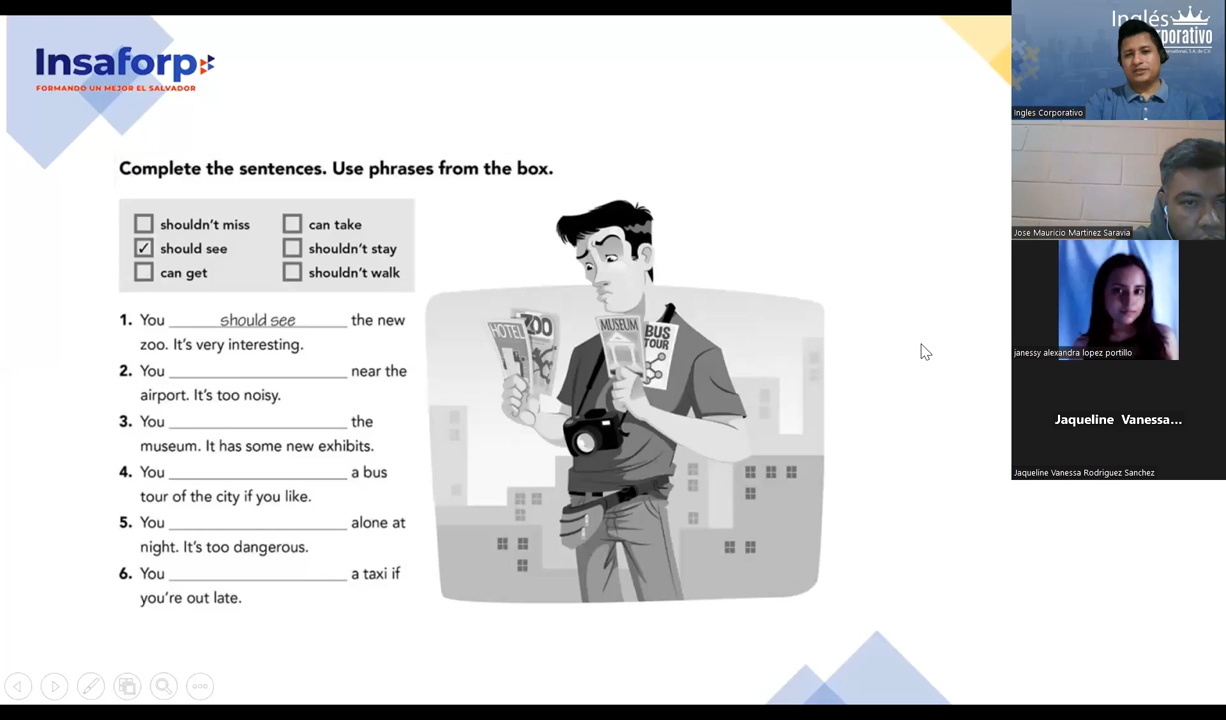 Insaforp
FORMANDO UN MEJOR EL SALVADOR
Complete the sentences. Use phrases from the box.
shouldn't miss
can take
✓ should see
shouldn't stay
can get
shouldn't walk
1. You should see the new
zoo. It's very interesting.
2. You ____________ near the
airport. It's too noisy.
3. You ____________ the
museum. It has some new exhibits.
4. You ____________ a bus
tour of the city if you like.
5. You ____________ alone at
night. It's too dangerous.
6. You ____________ a taxi if
you're out late.
HOTEL
ZOO
MUSEUM
BUS
TOUR
Inglés
Ingles Corporativo
Jose Mauricio Martinez Saravia
janessy alexandra lopez portillo
Jaqueline Vanessa...
Jaqueline Vanessa Rodriguez Sanchez